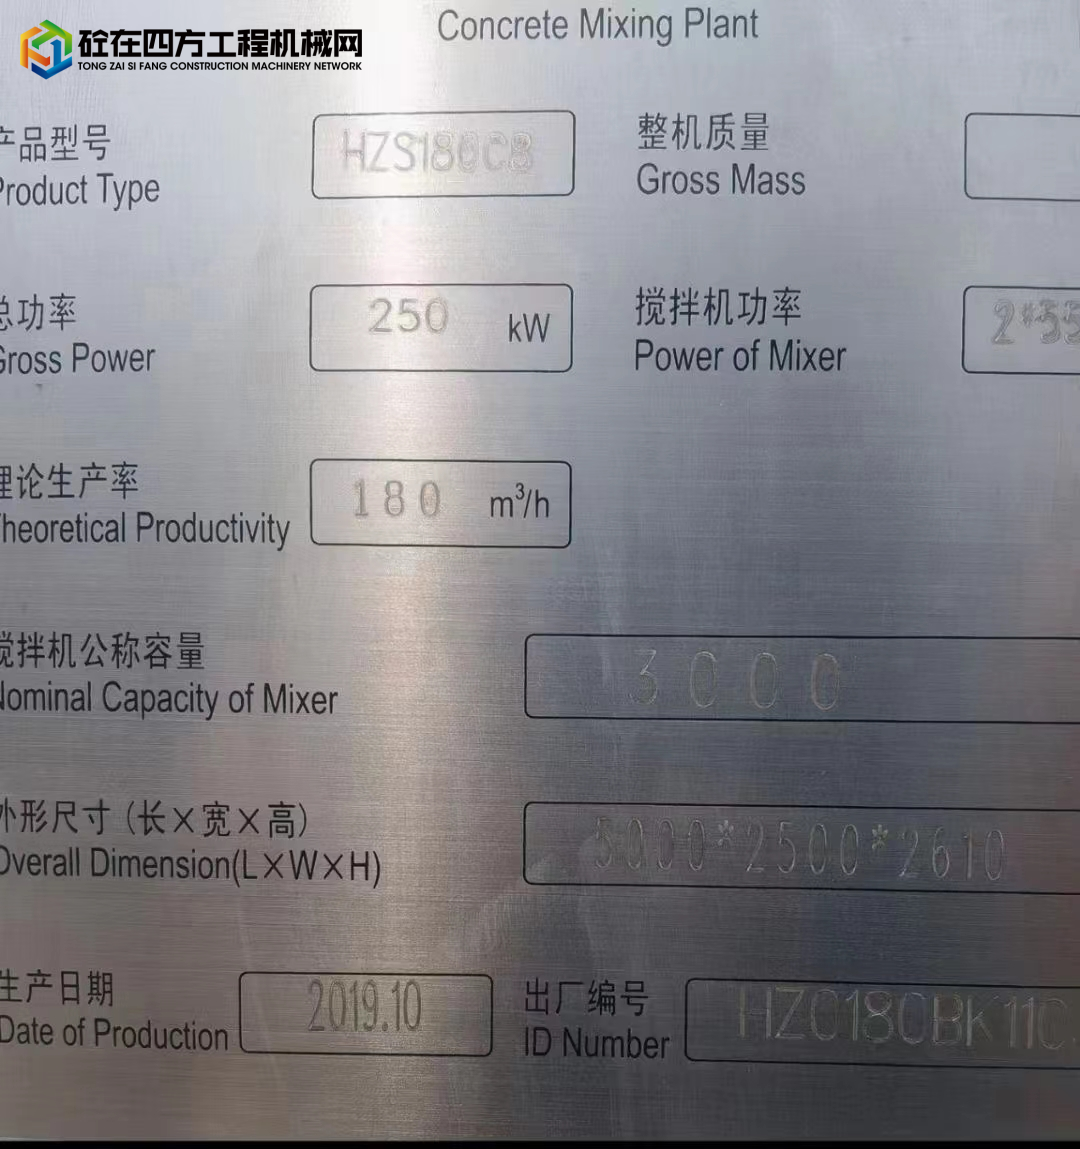 砼在四方工程机械网
TONG ZAI SI FANG CONSTRUCTION MACHINERY NETWORK
Concrete Mixing Plant
产品型号
Product Type
HZS180CB
整机质量
Gross Mass
总功率
Gross Power
250 kW
搅拌机功率
Power of Mixer
2*55
理论生产率
Theoretical Productivity
180 m³/h
搅拌机公称容量
Nominal Capacity of Mixer
3000
外形尺寸(长×宽×高)
Overall Dimension(L×W×H)
5000*2500*2610
生产日期
Date of Production
2019.10
出厂编号
ID Number